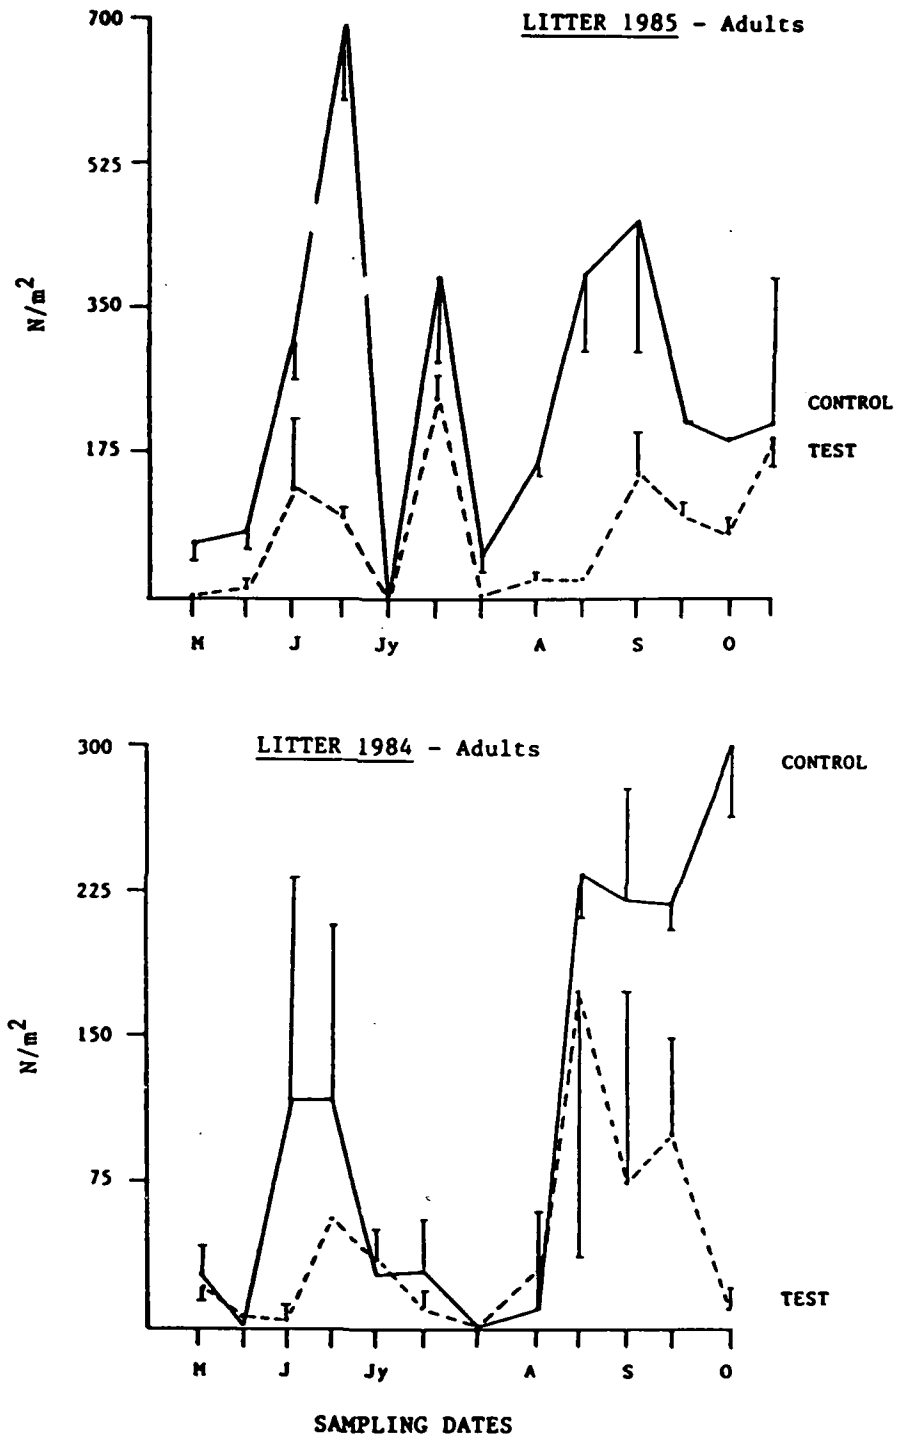 LITTER 1985 - Adults
700
525
350
175
N/m2
CONTROL
TEST
M J Jy A S O
LITTER 1984 - Adults
300
225
150
75
N/m2
CONTROL
TEST
M J Jy A S O
SAMPLING DATES